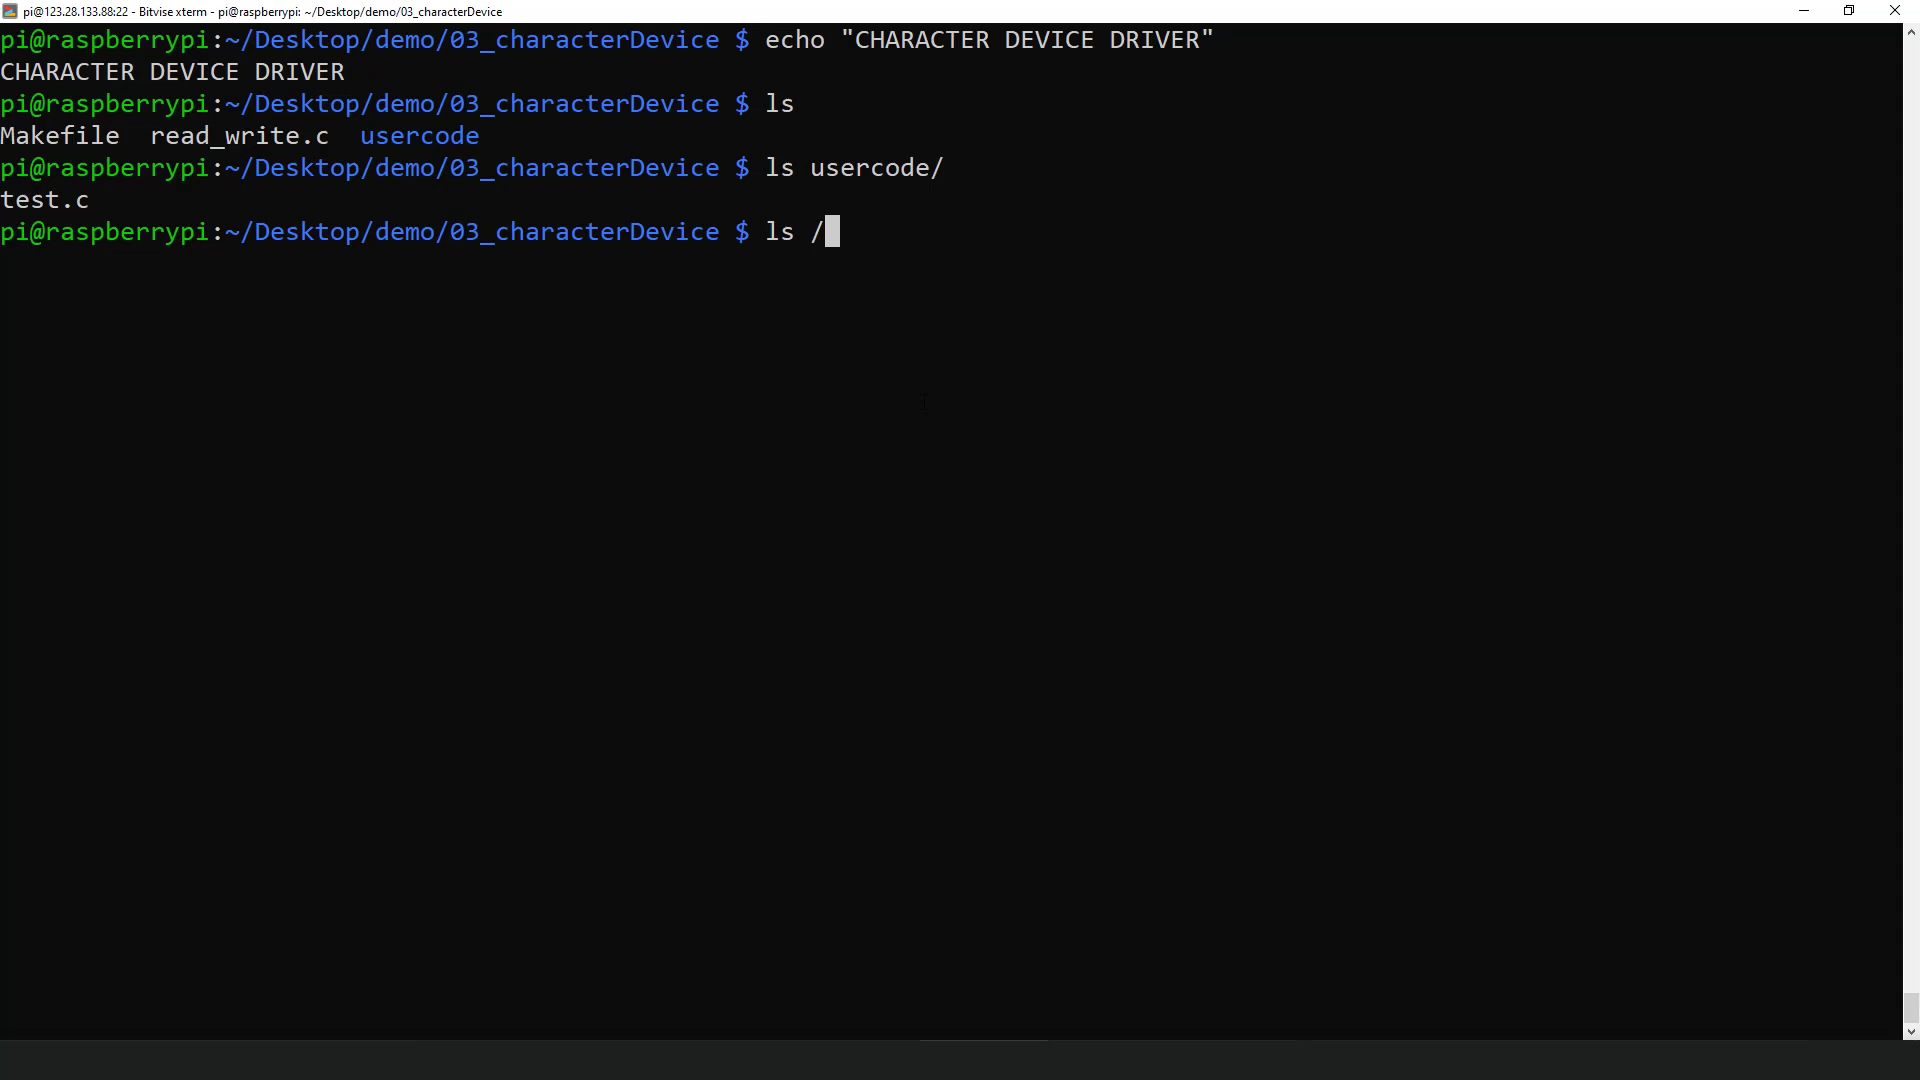 pi@123.28.133.88:22 - Bitvise xterm - pi@raspberrypi: ~/Desktop/demo/03_characterDevice
pi@raspberrypi:~/Desktop/demo/03_characterDevice $ echo "CHARACTER DEVICE DRIVER"
CHARACTER DEVICE DRIVER
pi@raspberrypi:~/Desktop/demo/03_characterDevice $ ls
Makefile  read_write.c  usercode
pi@raspberrypi:~/Desktop/demo/03_characterDevice $ ls usercode/
test.c
pi@raspberrypi:~/Desktop/demo/03_characterDevice $ ls /